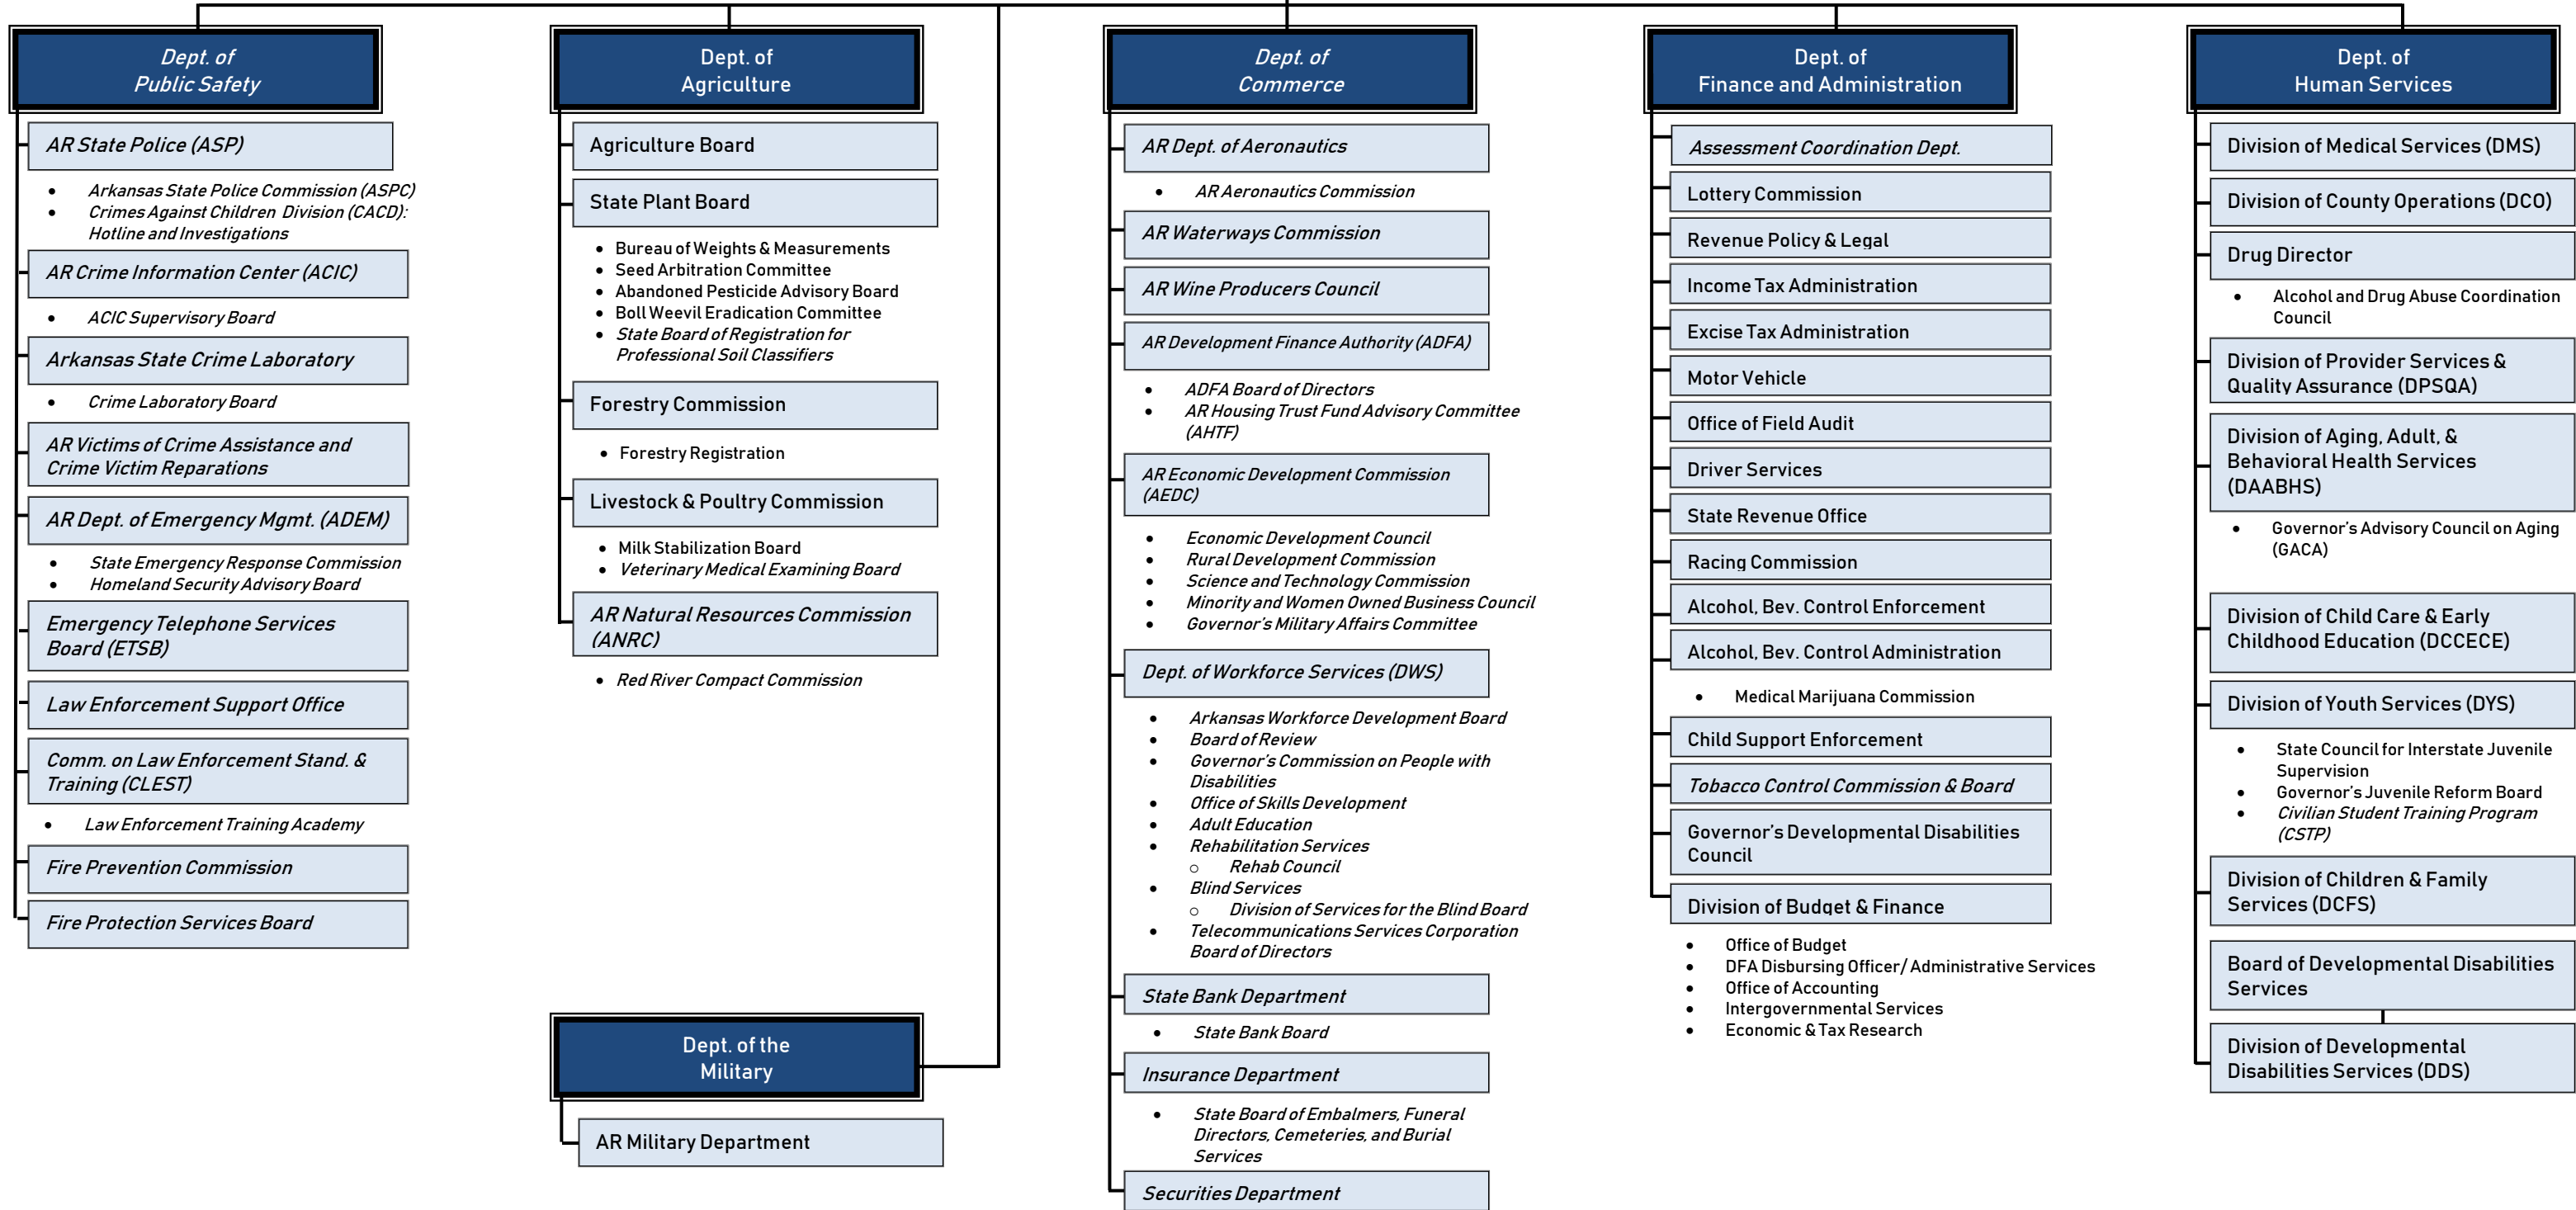 Dept. of
Public Safety
AR State Police (ASP)
Arkansas State Police Commission (ASPC)
Crimes Against Children Division (CACD):
Hotline and Investigations
AR Crime Information Center (ACIC)
ACIC Supervisory Board
Arkansas State Crime Laboratory
Crime Laboratory Board
AR Victims of Crime Assistance and
Crime Victim Reparations
AR Dept. of Emergency Mgmt. (ADEM)
State Emergency Response Commission
Homeland Security Advisory Board
Emergency Telephone Services
Board (ETSB)
Law Enforcement Support Office
Comm. on Law Enforcement Stand. &
Training (CLEST)
Law Enforcement Training Academy
Fire Prevention Commission
Fire Protection Services Board
Dept. of
Agriculture
Agriculture Board
State Plant Board
Bureau of Weights & Measurements
Seed Arbitration Committee
Abandoned Pesticide Advisory Board
Boll Weevil Eradication Committee
State Board of Registration for
Professional Soil Classifiers
Forestry Commission
Forestry Registration
Livestock & Poultry Commission
Milk Stabilization Board
Veterinary Medical Examining Board
AR Natural Resources Commission
(ANRC)
Red River Compact Commission
Dept. of the
Military
AR Military Department
Dept. of
Commerce
AR Dept. of Aeronautics
AR Aeronautics Commission
AR Waterways Commission
AR Wine Producers Council
AR Development Finance Authority (ADFA)
ADFA Board of Directors
AR Housing Trust Fund Advisory Committee
(AHTF)
AR Economic Development Commission
(AEDC)
Economic Development Council
Rural Development Commission
Science and Technology Commission
Minority and Women Owned Business Council
Governor's Military Affairs Committee
Dept. of Workforce Services (DWS)
Arkansas Workforce Development Board
Board of Review
Governor's Commission on People with
Disabilities
Office of Skills Development
Adult Education
Rehabilitation Services
Rehab Council
Blind Services
Division of Services for the Blind Board
Telecommunications Services Corporation
Board of Directors
State Bank Department
State Bank Board
Insurance Department
State Board of Embalmers, Funeral
Directors, Cemeteries, and Burial
Services
Securities Department
Dept. of
Finance and Administration
Assessment Coordination Dept.
Lottery Commission
Revenue Policy & Legal
Income Tax Administration
Excise Tax Administration
Motor Vehicle
Office of Field Audit
Driver Services
State Revenue Office
Racing Commission
Alcohol, Bev. Control Enforcement
Alcohol, Bev. Control Administration
Medical Marijuana Commission
Child Support Enforcement
Tobacco Control Commission & Board
Governor's Developmental Disabilities
Council
Division of Budget & Finance
Office of Budget
DFA Disbursing Officer/ Administrative Services
Office of Accounting
Intergovernmental Services
Economic & Tax Research
Dept. of
Human Services
Division of Medical Services (DMS)
Division of County Operations (DCO)
Drug Director
Alcohol and Drug Abuse Coordination
Council
Division of Provider Services &
Quality Assurance (DPSQA)
Division of Aging, Adult, &
Behavioral Health Services
(DAABHS)
Governor's Advisory Council on Aging
(GACA)
Division of Child Care & Early
Childhood Education (DCCECE)
Division of Youth Services (DYS)
State Council for Interstate Juvenile
Supervision
Governor's Juvenile Reform Board
Civilian Student Training Program
(CSTP)
Division of Children & Family
Services (DCFS)
Board of Developmental Disabilities
Services
Division of Developmental
Disabilities Services (DDS)